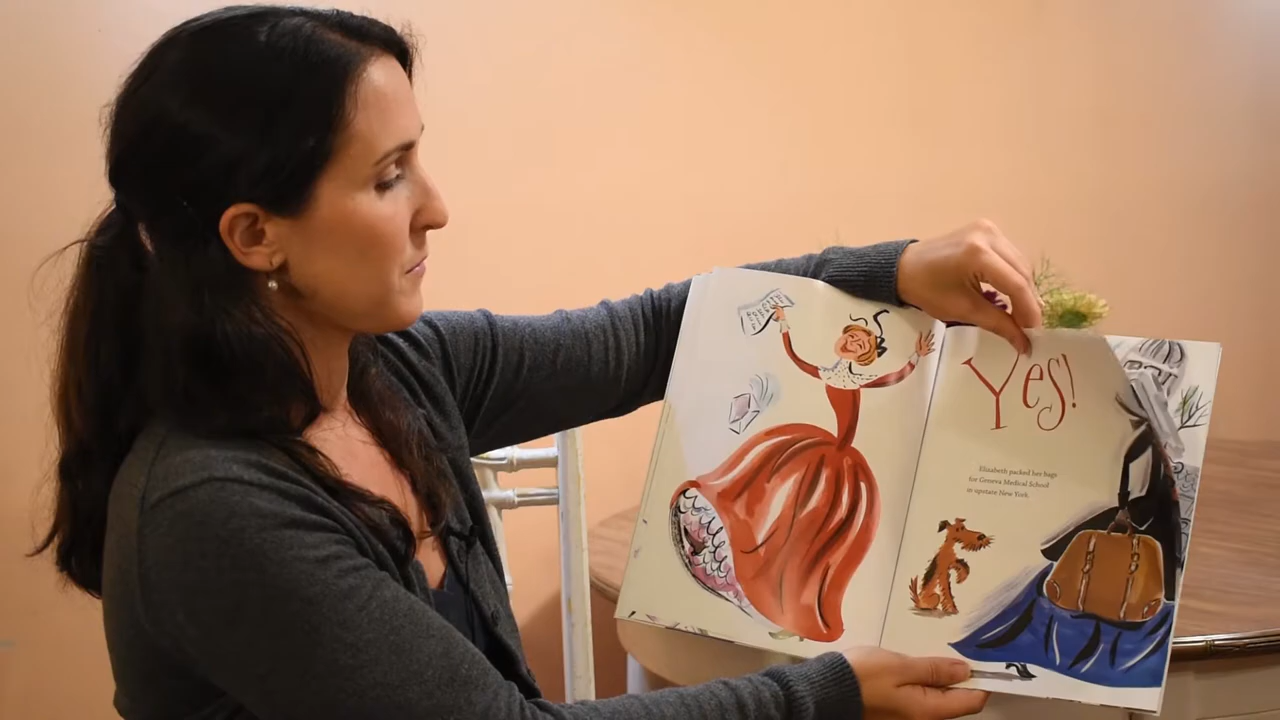 Yes!
Elizabeth packed her bags
for Geneva Medical School
in upstate New York.